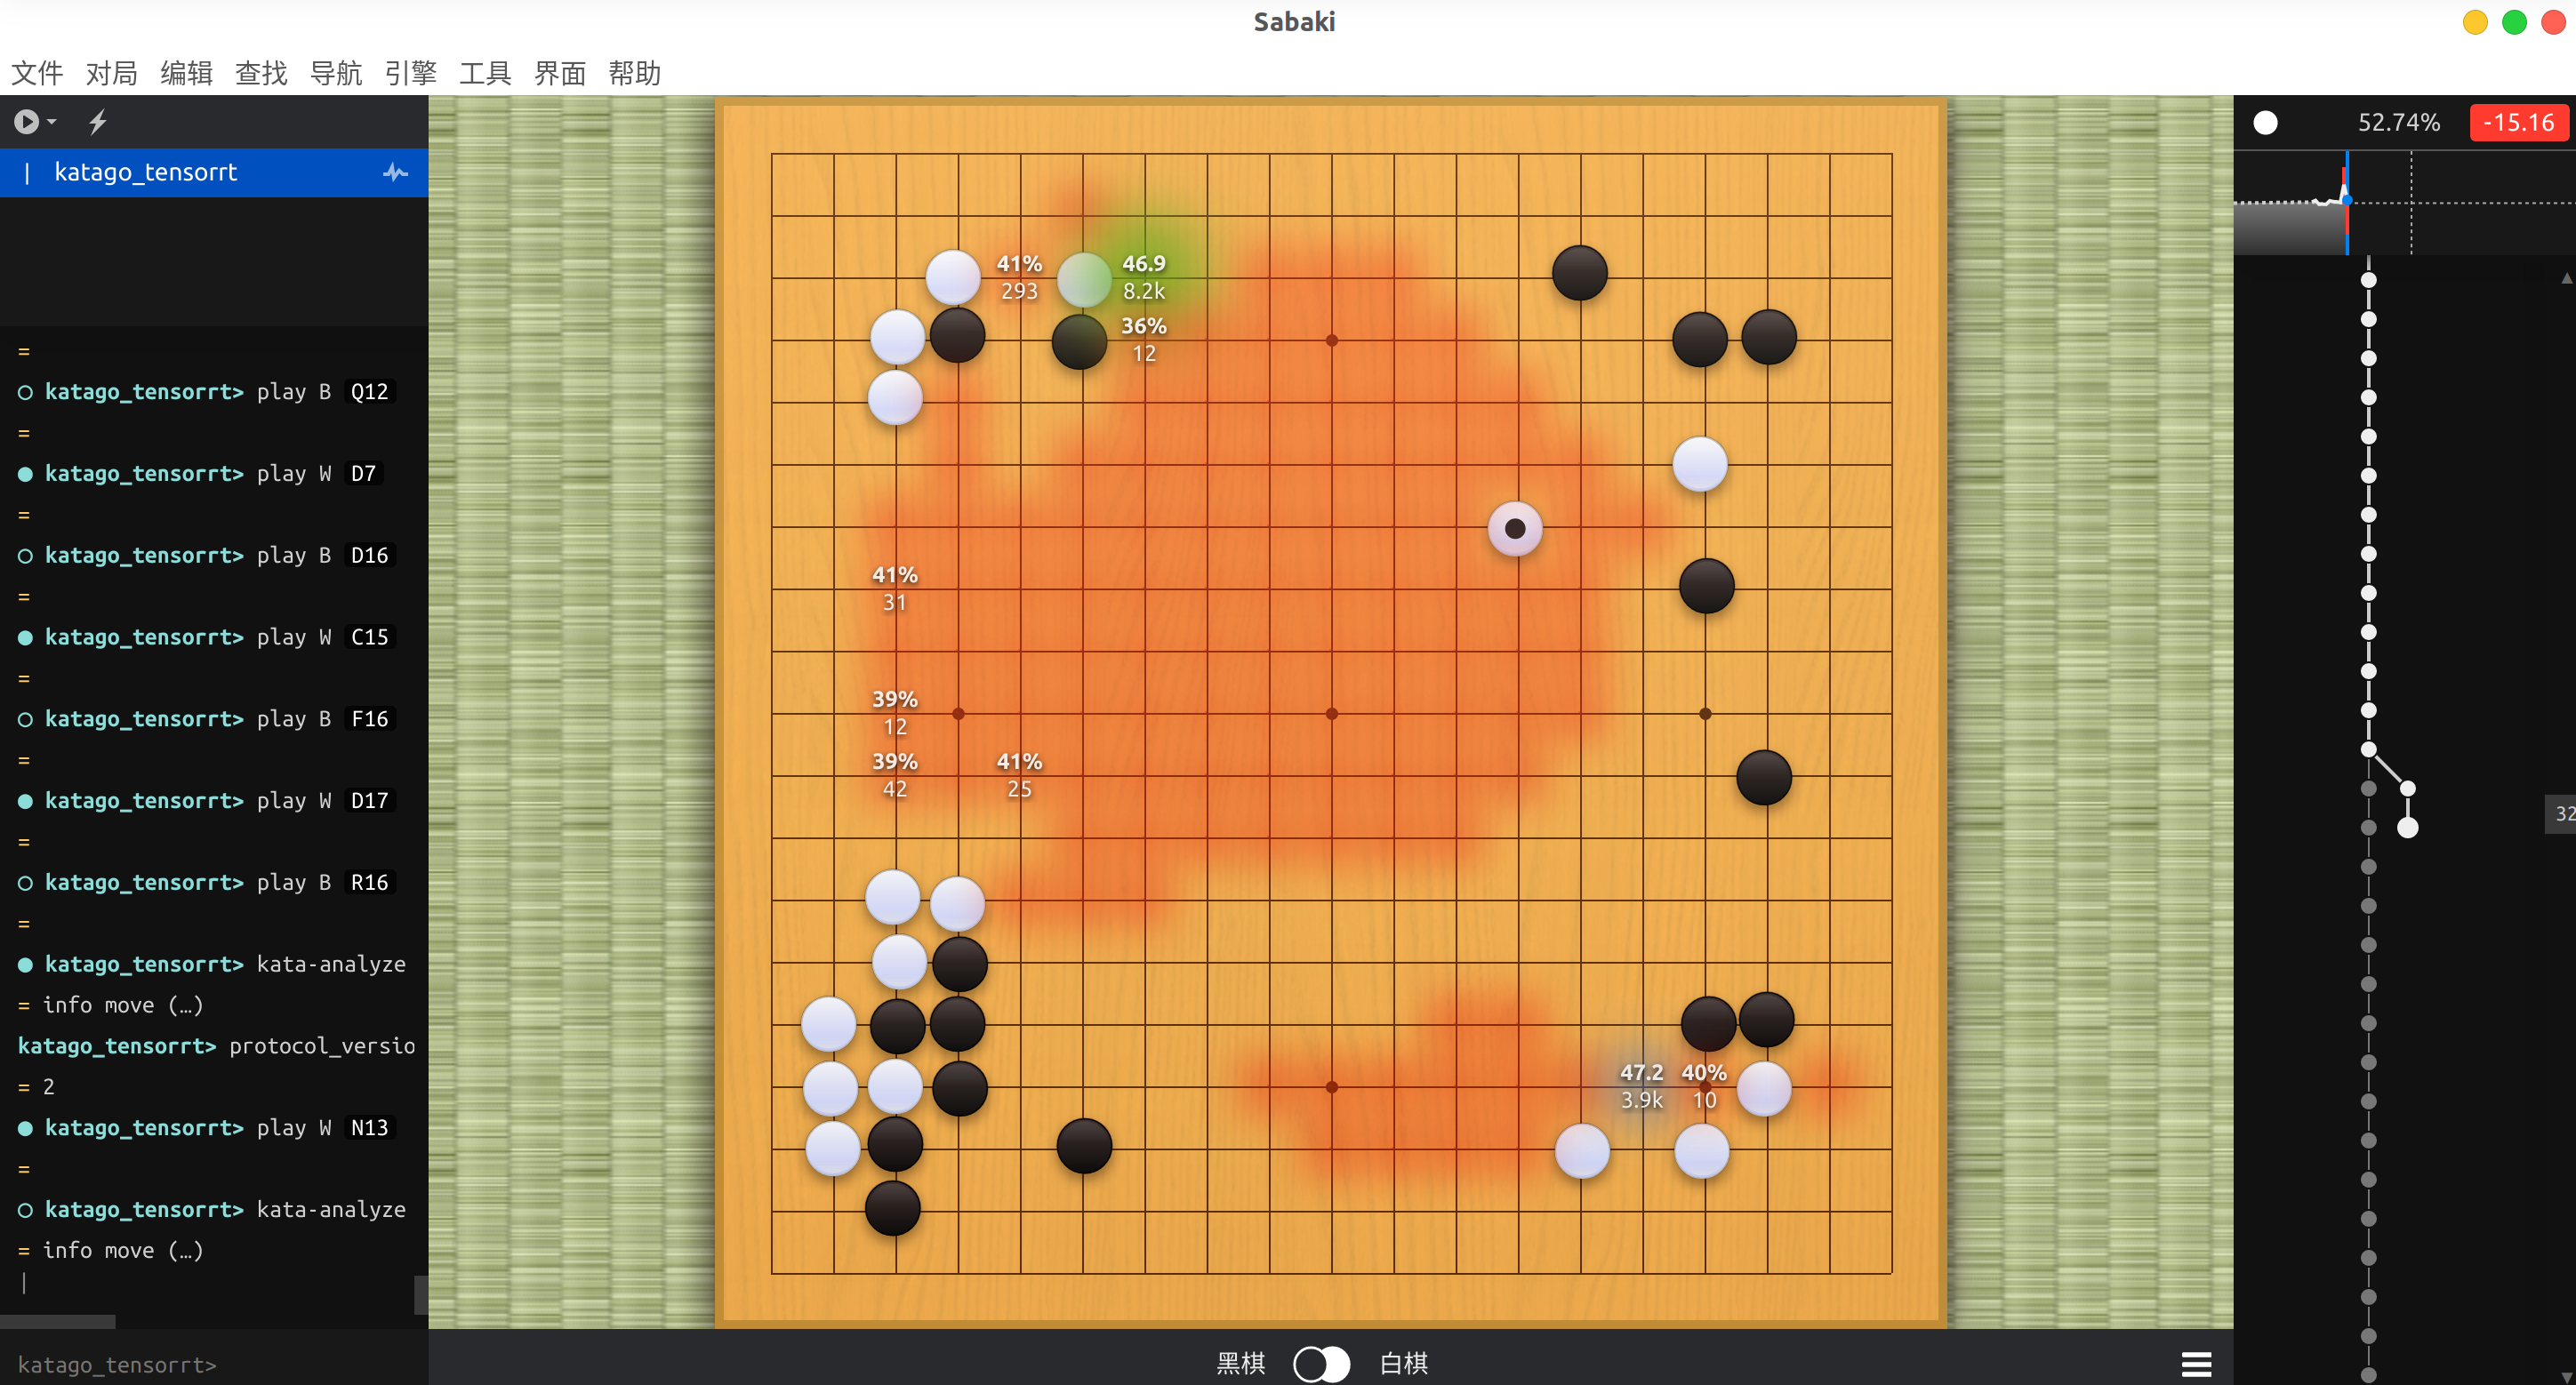 Sabaki
文件 对局 编辑 查找 导航 引擎 工具 界面 帮助
katago_tensorrt
=
katago_tensorrt> play B Q12
=
katago_tensorrt> play W D7
=
katago_tensorrt> play B D16
=
katago_tensorrt> play W C15
=
katago_tensorrt> play B F16
=
katago_tensorrt> play W D17
=
katago_tensorrt> play B R16
=
katago_tensorrt> kata-analyze
= info move (…)
katago_tensorrt> protocol_versio
= 2
katago_tensorrt> play W N13
=
katago_tensorrt> kata-analyze
= info move (…)
katago_tensorrt>
41%
293
46.9
8.2k
36%
12
41%
31
39%
12
39%
42
41%
25
47.2
3.9k
40%
10
黑棋 白棋
52.74% -15.16
32